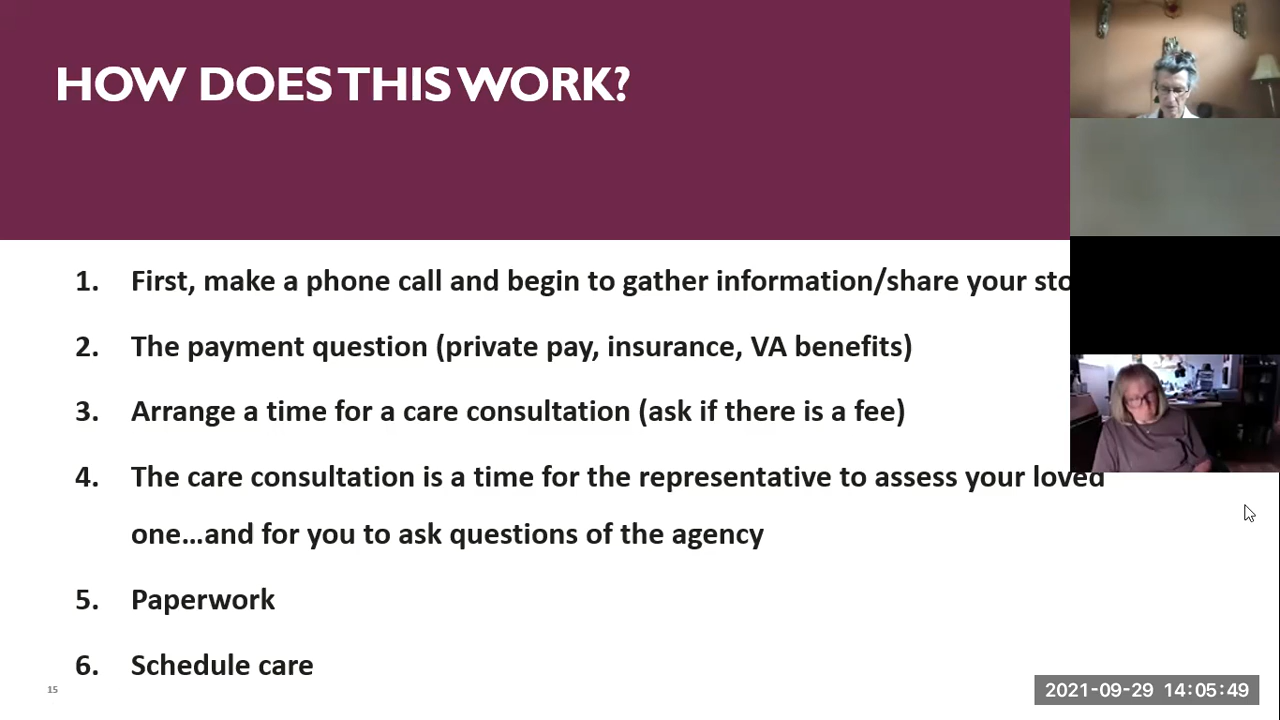 HOW DOES THIS WORK?
1. First, make a phone call and begin to gather information/share your
2. The payment question (private pay, insurance, VA benefits)
3. Arrange a time for a care consultation (ask if there is a fee)
4. The care consultation is a time for the representative to assess your loved
one…and for you to ask questions of the agency
5. Paperwork
6. Schedule care
15
2021-09-29 14:05:49